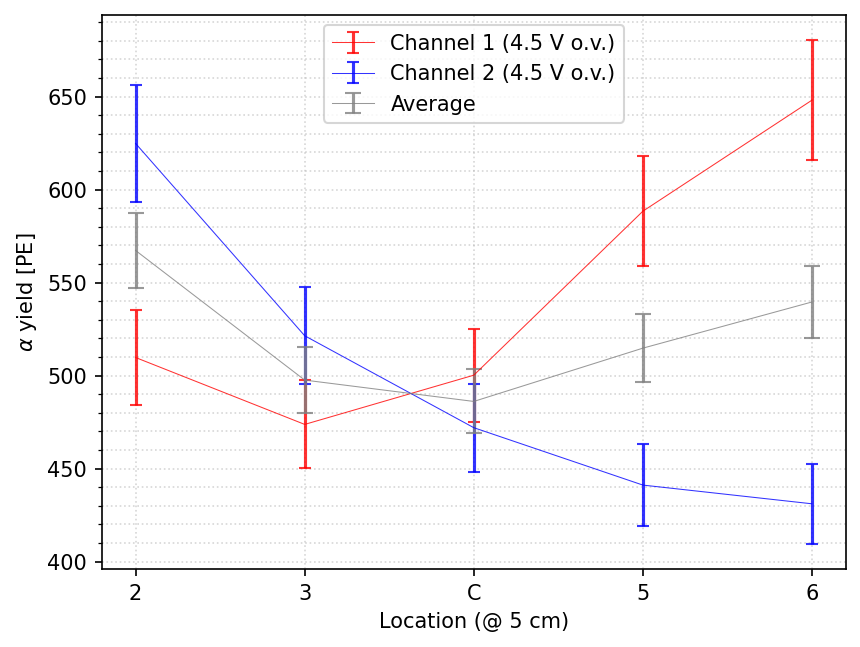 Channel 1 (4.5 V o.v.)
Channel 2 (4.5 V o.v.)
Average
α yield [PE]
650
600
550
500
450
400
2 3 C 5 6
Location (@ 5 cm)